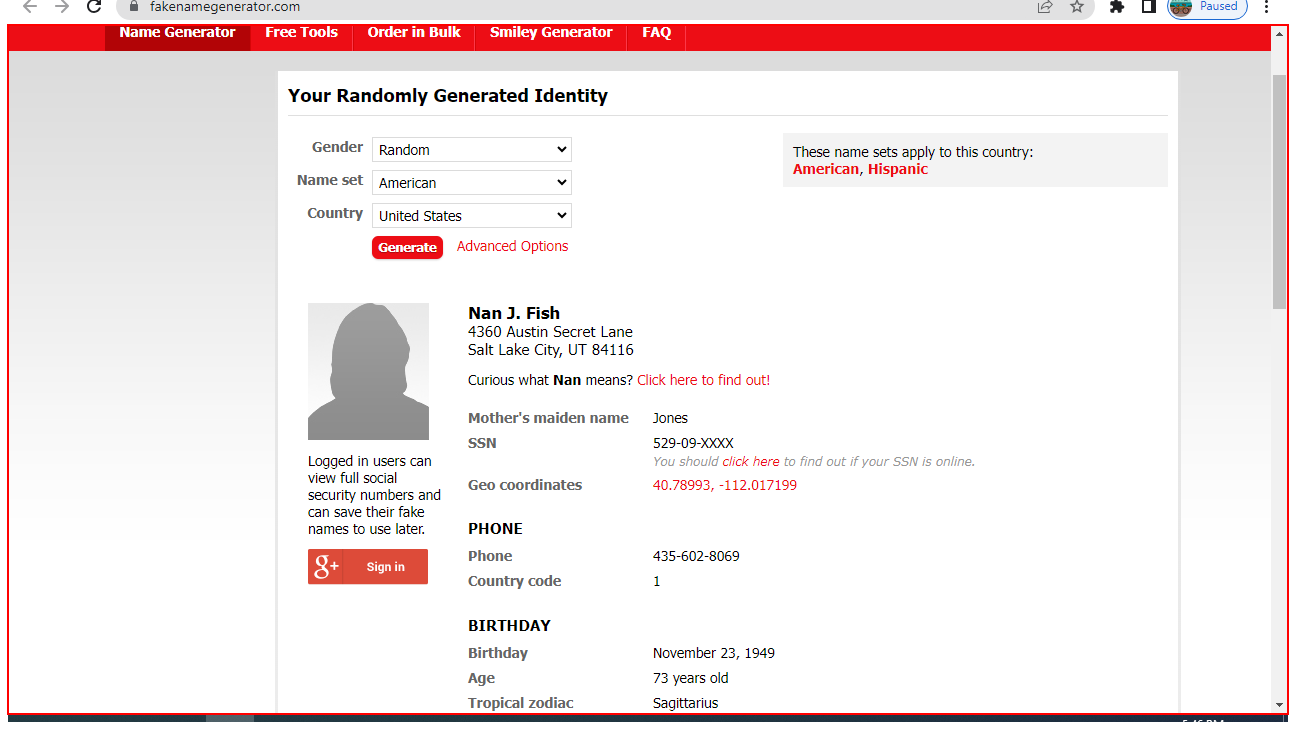 fakenamegenerator.com
Paused
Name Generator Free Tools Order in Bulk Smiley Generator FAQ
Your Randomly Generated Identity
Gender Random
Name set American
Country United States
Generate Advanced Options
These name sets apply to this country:
American, Hispanic
Logged in users can
view full social
security numbers and
can save their fake
names to use later.
g+ Sign in
Nan J. Fish
4360 Austin Secret Lane
Salt Lake City, UT 84116
Curious what Nan means? Click here to find out!
Mother's maiden name Jones
SSN 529-09-XXXX
You should click here to find out if your SSN is online.
Geo coordinates 40.78993, -112.017199
PHONE
Phone 435-602-8069
Country code 1
BIRTHDAY
Birthday November 23, 1949
Age 73 years old
Tropical zodiac Sagittarius